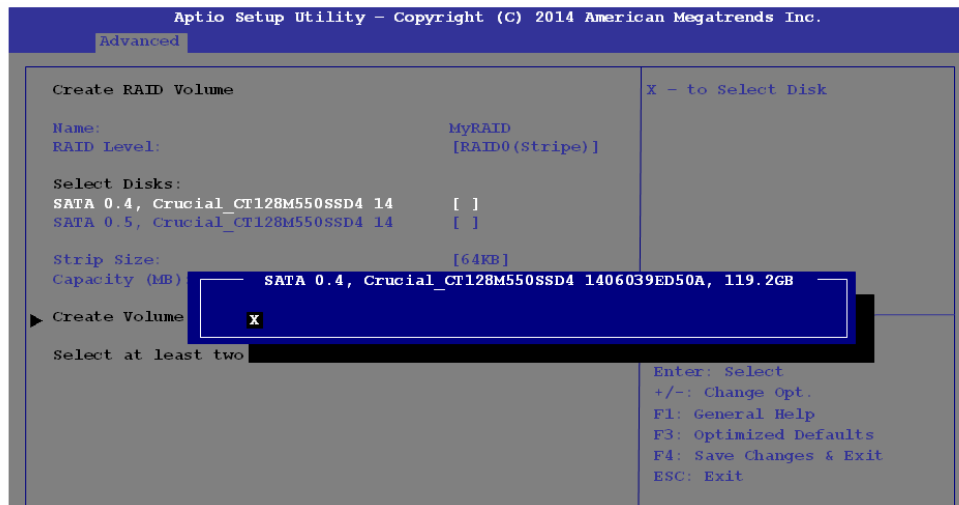 Aptio Setup Utility – Copyright (C) 2014 American Megatrends Inc.
Advanced
Create RAID Volume
X – to Select Disk
Name: MyRAID
RAID Level: [RAID0(Stripe)]
Select Disks:
SATA 0.4, Crucial_CT128M550SSD4 14 [ ]
SATA 0.5, Crucial_CT128M550SSD4 14 [ ]
Strip Size: [64KB]
Capacity (MB):
SATA 0.4, Crucial_CT128M550SSD4 1406039ED50A, 119.2GB
X
Create Volume
Select at least two
Enter: Select
+/-: Change Opt.
F1: General Help
F3: Optimized Defaults
F4: Save Changes & Exit
ESC: Exit